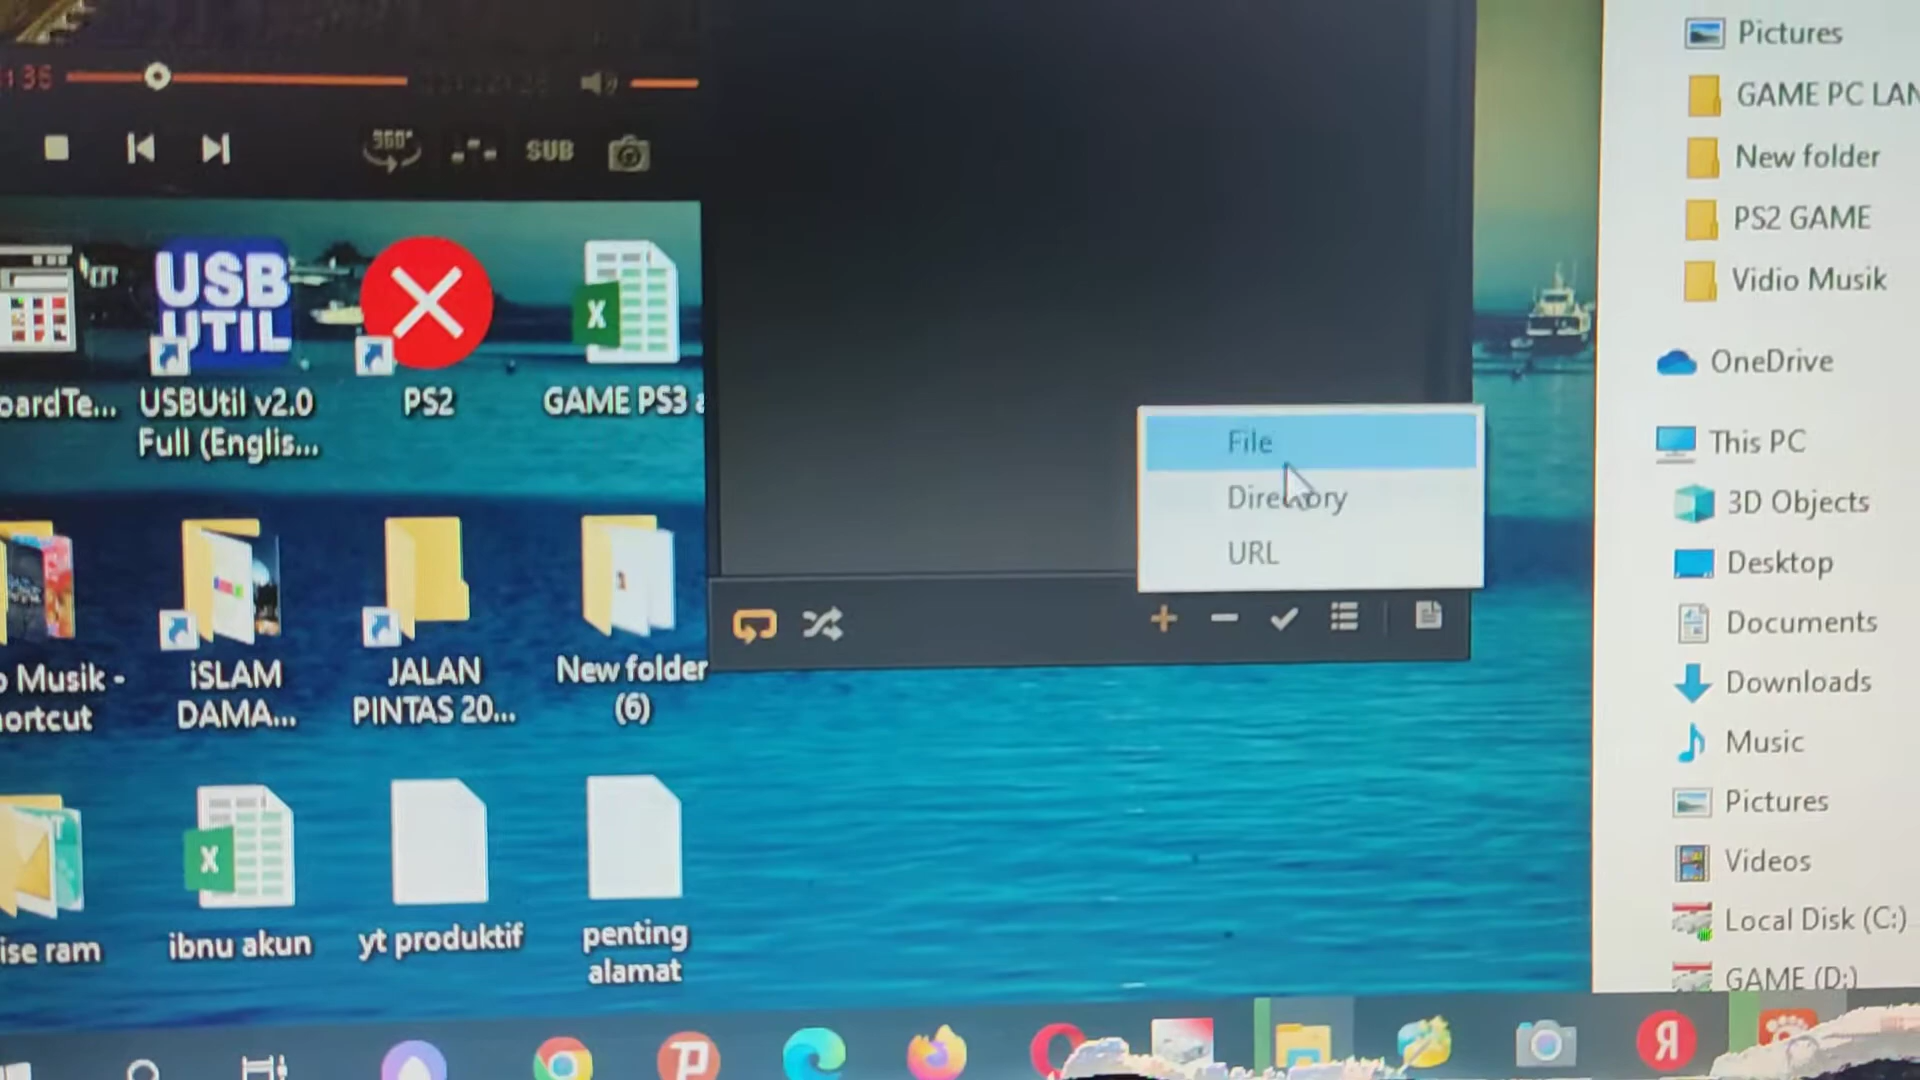 1:35
360°
SUB
USB
UTIL
oardTe...
USBUtil v2.0
Full (Englis...
PS2
GAME PS3 a
o Musik -
ortcut
iSLAM
DAMA...
JALAN
PINTAS 20...
New folder
(6)
ise ram
ibnu akun
yt produktif
penting
alamat
File
Directory
URL
Pictures
GAME PC LAN
New folder
PS2 GAME
Vidio Musik
OneDrive
This PC
3D Objects
Desktop
Documents
Downloads
Music
Pictures
Videos
Local Disk (C:)
GAME (D:)